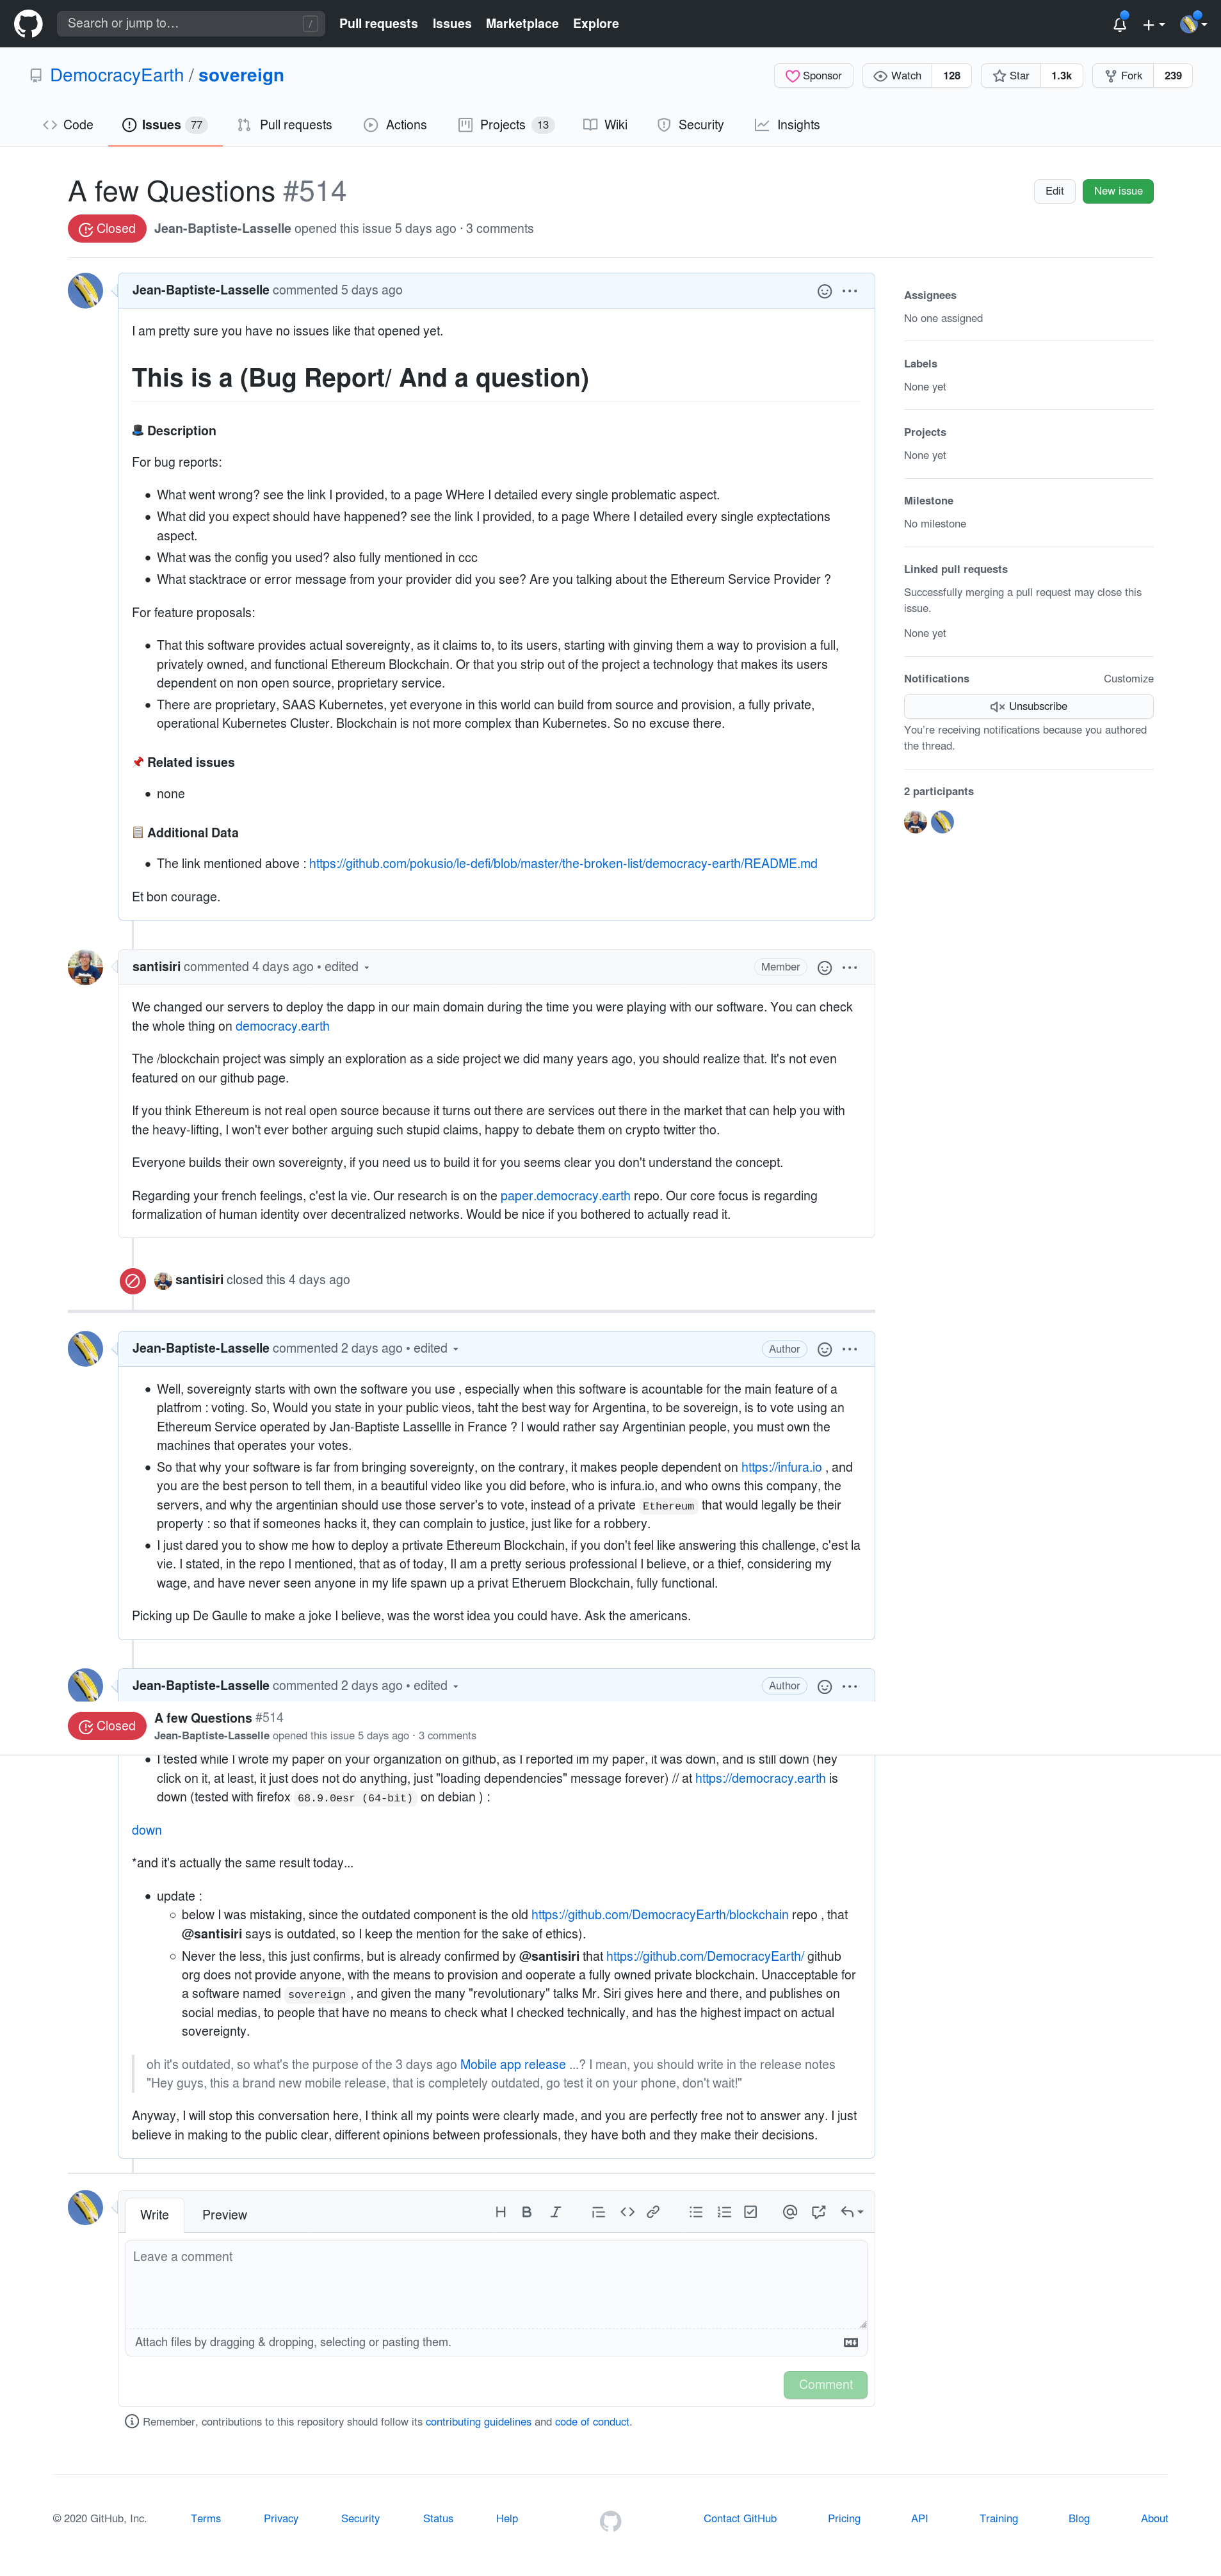 Search or jump to…
/
Pull requests Issues Marketplace Explore
DemocracyEarth / sovereign
Sponsor
Watch 128
Star 1.3k
Fork 239
Code
Issues 77
Pull requests
Actions
Projects 13
Wiki
Security
Insights
A few Questions #514
Edit
New issue
Closed
Jean-Baptiste-Lasselle opened this issue 5 days ago · 3 comments
Jean-Baptiste-Lasselle commented 5 days ago
I am pretty sure you have no issues like that opened yet.
This is a (Bug Report/ And a question)
Description
For bug reports:
What went wrong? see the link I provided, to a page WHere I detailed every single problematic aspect.
What did you expect should have happened? see the link I provided, to a page Where I detailed every single exptectations
aspect.
What was the config you used? also fully mentioned in ccc
What stacktrace or error message from your provider did you see? Are you talking about the Ethereum Service Provider ?
For feature proposals:
That this software provides actual sovereignty, as it claims to, to its users, starting with ginving them a way to provision a full,
privately owned, and functional Ethereum Blockchain. Or that you strip out of the project a technology that makes its users
dependent on non open source, proprietary service.
There are proprietary, SAAS Kubernetes, yet everyone in this world can build from source and provision, a fully private,
operational Kubernetes Cluster. Blockchain is not more complex than Kubernetes. So no excuse there.
Related issues
none
Additional Data
The link mentioned above : https://github.com/pokusio/le-defi/blob/master/the-broken-list/democracy-earth/README.md
Et bon courage.
Assignees
No one assigned
Labels
None yet
Projects
None yet
Milestone
No milestone
Linked pull requests
Successfully merging a pull request may close this
issue.
None yet
Notifications
Customize
Unsubscribe
You're receiving notifications because you authored
the thread.
2 participants
santisiri commented 4 days ago • edited
Member
We changed our servers to deploy the dapp in our main domain during the time you were playing with our software. You can check
the whole thing on democracy.earth
The /blockchain project was simply an exploration as a side project we did many years ago, you should realize that. It's not even
featured on our github page.
If you think Ethereum is not real open source because it turns out there are services out there in the market that can help you with
the heavy-lifting, I won't ever bother arguing such stupid claims, happy to debate them on crypto twitter tho.
Everyone builds their own sovereignty, if you need us to build it for you seems clear you don't understand the concept.
Regarding your french feelings, c'est la vie. Our research is on the paper.democracy.earth repo. Our core focus is regarding
formalization of human identity over decentralized networks. Would be nice if you bothered to actually read it.
santisiri closed this 4 days ago
Jean-Baptiste-Lasselle commented 2 days ago • edited
Author
Well, sovereignty starts with own the software you use , especially when this software is acountable for the main feature of a
platfrom : voting. So, Would you state in your public vieos, taht the best way for Argentina, to be sovereign, is to vote using an
Ethereum Service operated by Jan-Baptiste Lassellle in France ? I would rather say Argentinian people, you must own the
machines that operates your votes.
So that why your software is far from bringing sovereignty, on the contrary, it makes people dependent on https://infura.io , and
you are the best person to tell them, in a beautiful video like you did before, who is infura.io, and who owns this company, the
servers, and why the argentinian should use those server's to vote, instead of a private Ethereum that would legally be their
property : so that if someones hacks it, they can complain to justice, just like for a robbery.
I just dared you to show me how to deploy a prtivate Ethereum Blockchain, if you don't feel like answering this challenge, c'est la
vie. I stated, in the repo I mentioned, that as of today, II am a pretty serious professional I believe, or a thief, considering my
wage, and have never seen anyone in my life spawn up a privat Etheruem Blockchain, fully functional.
Picking up De Gaulle to make a joke I believe, was the worst idea you could have. Ask the americans.
Jean-Baptiste-Lasselle commented 2 days ago • edited
Author
Closed
A few Questions #514
Jean-Baptiste-Lasselle opened this issue 5 days ago · 3 comments
I tested while I wrote my paper on your organization on github, as I reported im my paper, it was down, and is still down (hey
click on it, at least, it just does not do anything, just "loading dependencies" message forever) // at https://democracy.earth is
down (tested with firefox 68.9.0esr (64-bit) on debian ) :
down
*and it's actually the same result today...
update :
below I was mistaking, since the outdated component is the old https://github.com/DemocracyEarth/blockchain repo , that
@santisiri says is outdated, so I keep the mention for the sake of ethics).
Never the less, this just confirms, but is already confirmed by @santisiri that https://github.com/DemocracyEarth/ github
org does not provide anyone, with the means to provision and ooperate a fully owned private blockchain. Unacceptable for
a software named sovereign , and given the many "revolutionary" talks Mr. Siri gives here and there, and publishes on
social medias, to people that have no means to check what I checked technically, and has the highest impact on actual
sovereignty.
oh it's outdated, so what's the purpose of the 3 days ago Mobile app release ...? I mean, you should write in the release notes
"Hey guys, this a brand new mobile release, that is completely outdated, go test it on your phone, don't wait!"
Anyway, I will stop this conversation here, I think all my points were clearly made, and you are perfectly free not to answer any. I just
believe in making to the public clear, different opinions between professionals, they have both and they make their decisions.
Write
Preview
Leave a comment
Attach files by dragging & dropping, selecting or pasting them.
Comment
Remember, contributions to this repository should follow its contributing guidelines and code of conduct.
© 2020 GitHub, Inc. Terms Privacy Security Status Help Contact GitHub Pricing API Training Blog About